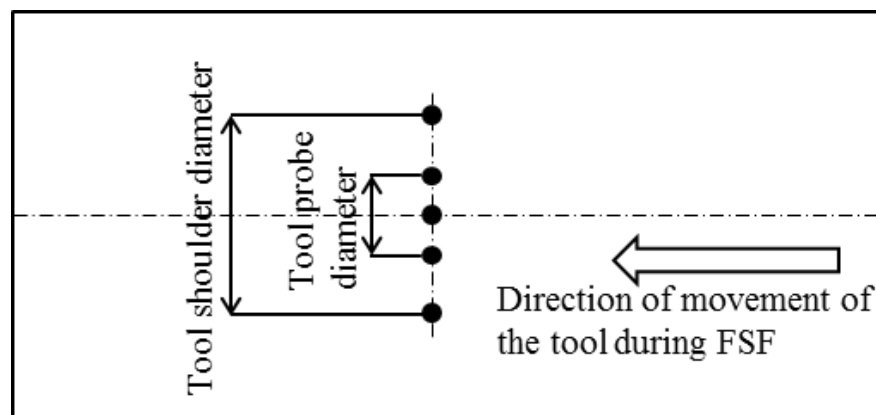 Tool shoulder diameter
Tool probe
diameter
Direction of movement of
the tool during FSF